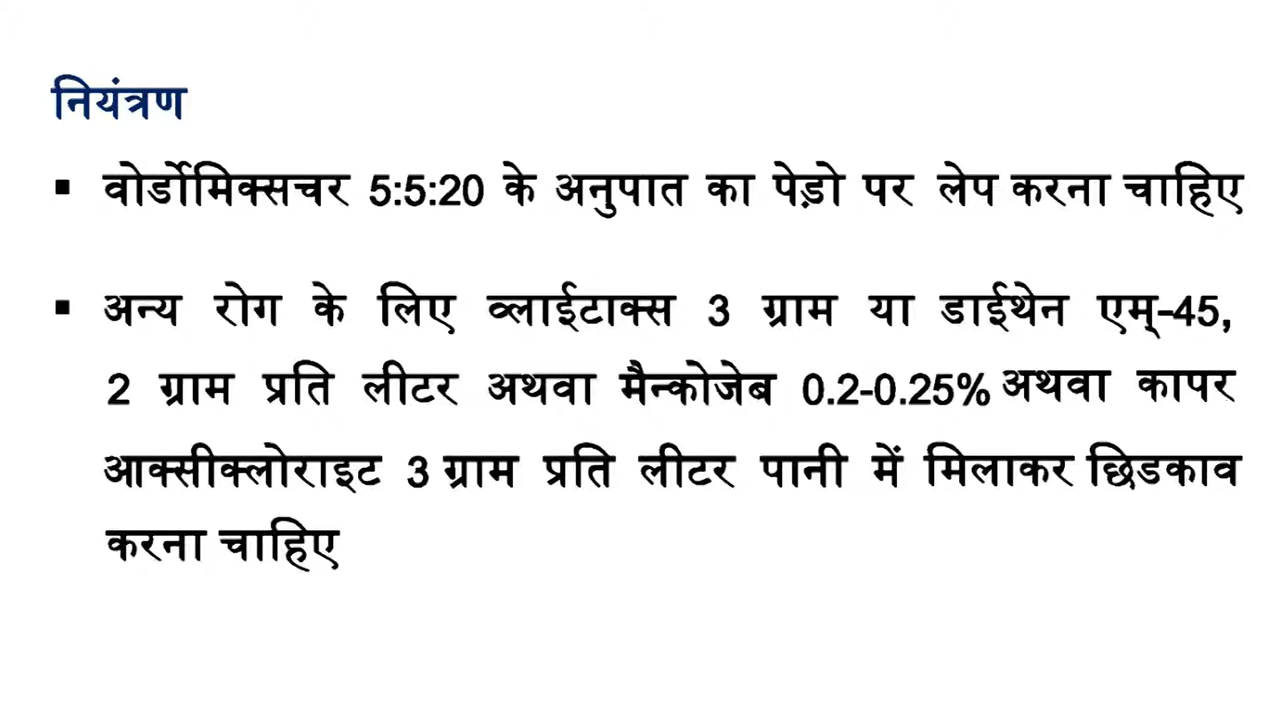 नियंत्रण
▪ वोर्डोमिक्सचर 5:5:20 के अनुपात का पेड़ो पर लेप करना चाहिए
▪ अन्य रोग के लिए व्लाईटाक्स 3 ग्राम या डाईथेन एम्-45,
2 ग्राम प्रति लीटर अथवा मैन्कोजेब 0.2-0.25% अथवा कापर
आक्सीक्लोराइट 3 ग्राम प्रति लीटर पानी में मिलाकर छिडकाव
करना चाहिए